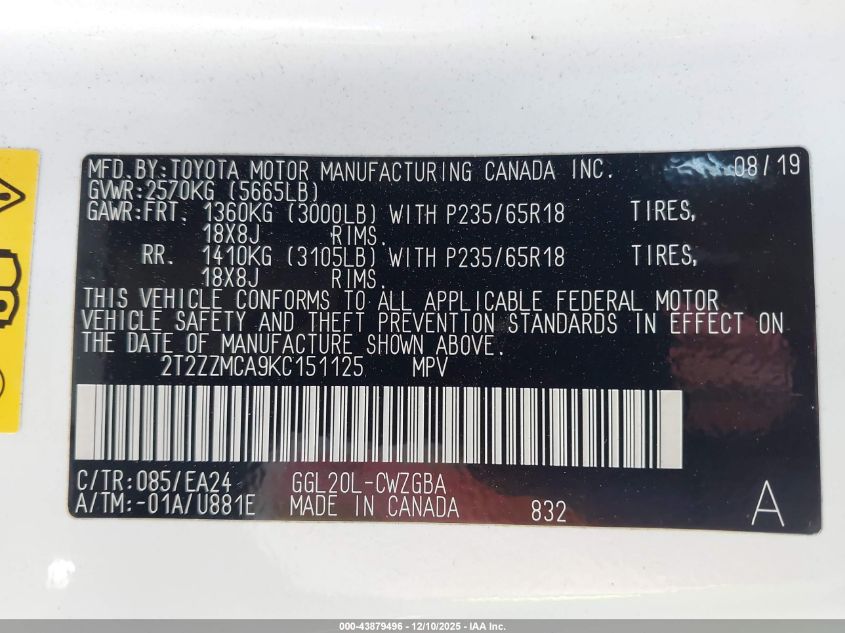 MFD.BY:TOYOTA MOTOR MANUFACTURING CANADA INC. 08/19
GVWR:2570KG (5665LB)
GAWR:FRT. 1360KG (3000LB) WITH P235/65R18 TIRES,
18X8J RIMS.
RR. 1410KG (3105LB) WITH P235/65R18 TIRES,
18X8J RIMS.
THIS VEHICLE CONFORMS TO ALL APPLICABLE FEDERAL MOTOR
VEHICLE SAFETY AND THEFT PREVENTION STANDARDS IN EFFECT ON
THE DATE OF MANUFACTURE SHOWN ABOVE.
2T2ZZMCA9KC151125 MPV
C/TR:085/EA24 GGL20L-CWZGBA
A/TM:-01A/U881E MADE IN CANADA 832 A
000-43879496 - 12/10/2025 - IAA Inc.